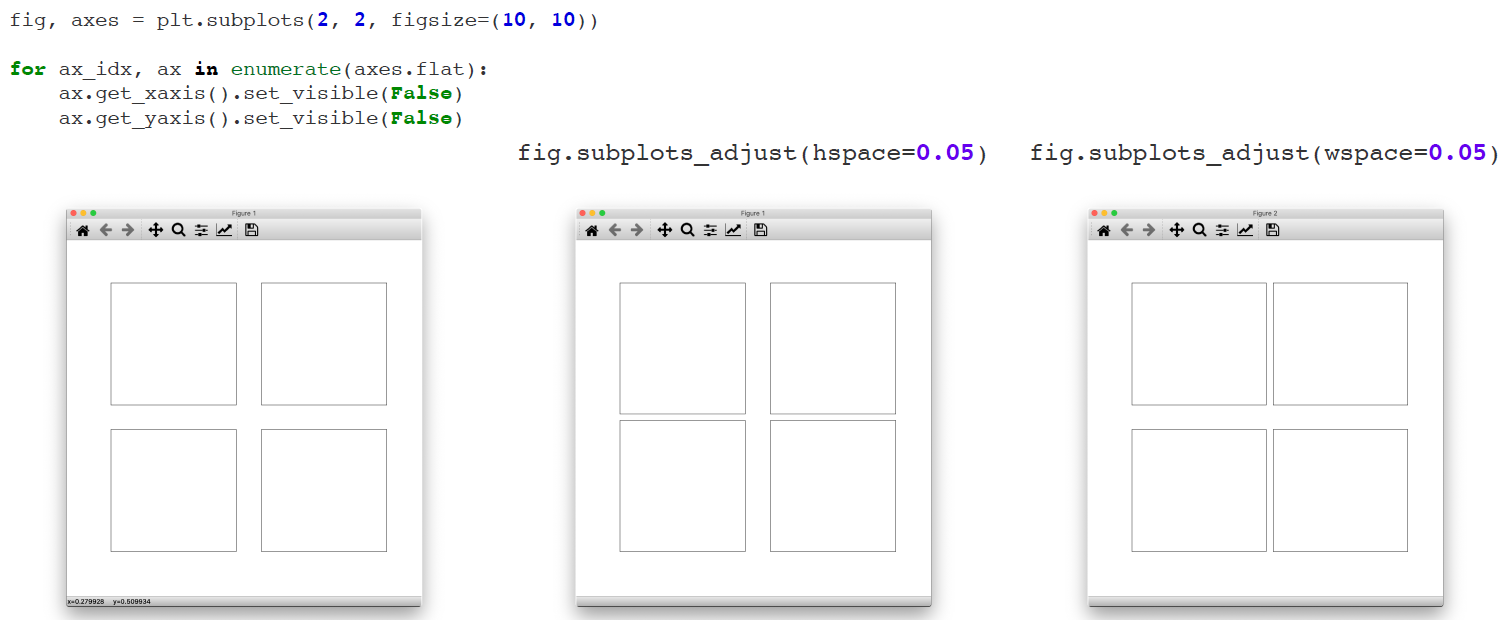 fig, axes = plt.subplots(2, 2, figsize=(10, 10))
for ax_idx, ax in enumerate(axes.flat):
    ax.get_xaxis().set_visible(False)
    ax.get_yaxis().set_visible(False)
fig.subplots_adjust(hspace=0.05)
fig.subplots_adjust(wspace=0.05)
Figure 1
Figure 1
Figure 2
x=0.279928 y=0.509934